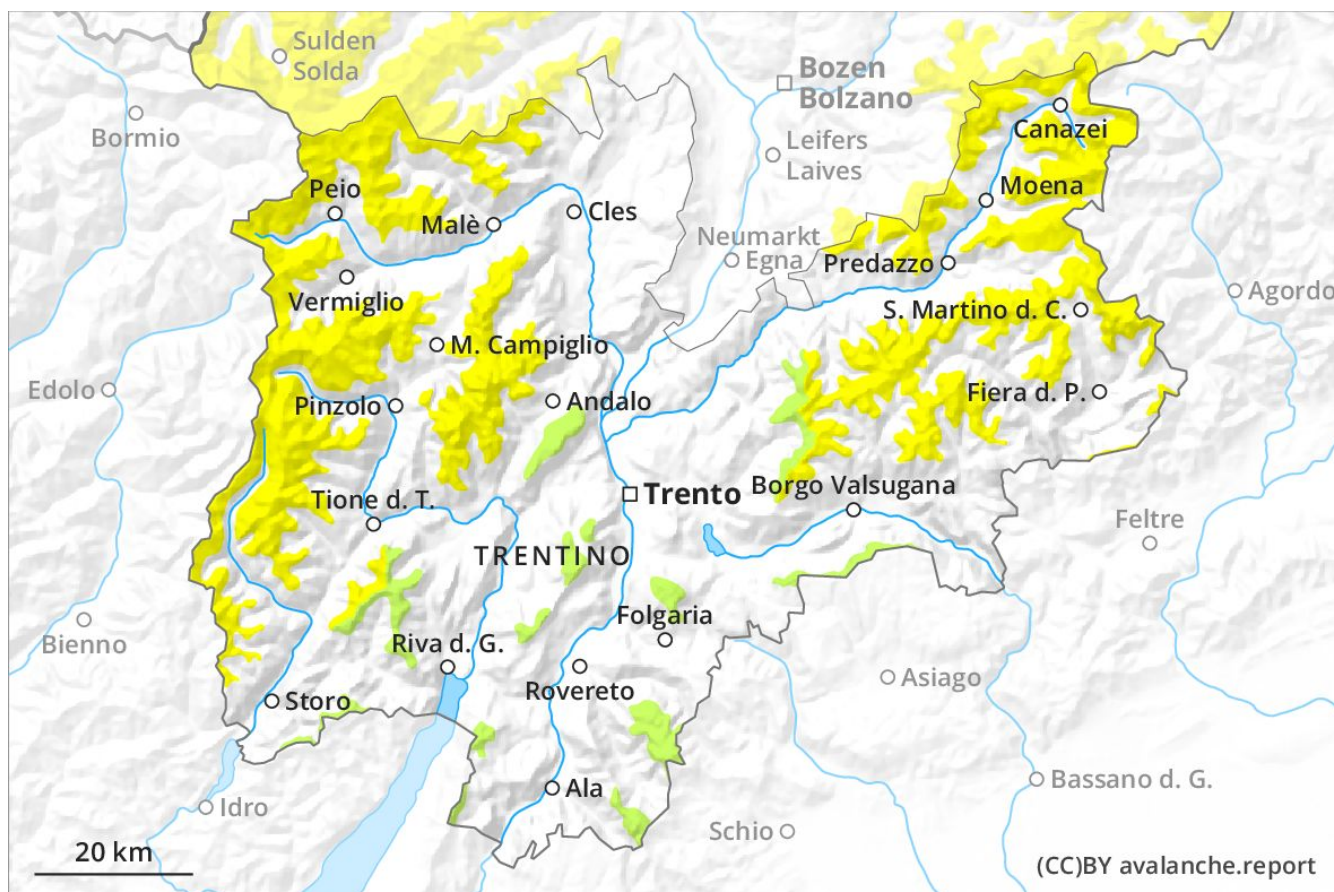 Sulden
Solda
Bozen
Bolzano
Bormio
Canazei
Leifers
Laives
Peio
Moena
Malè
Cles
Neumarkt
Egna
Predazzo
Vermiglio
Agordo
S. Martino d. C.
M. Campiglio
Edolo
Pinzolo
Andalo
Fiera d. P.
Trento
Borgo Valsugana
Tione d. T.
Feltre
TRENTINO
Bienno
Folgaria
Riva d. G.
Asiago
Rovereto
Storo
Bassano d. G.
Ala
Idro
Schio
20 km
(CC)BY avalanche.report